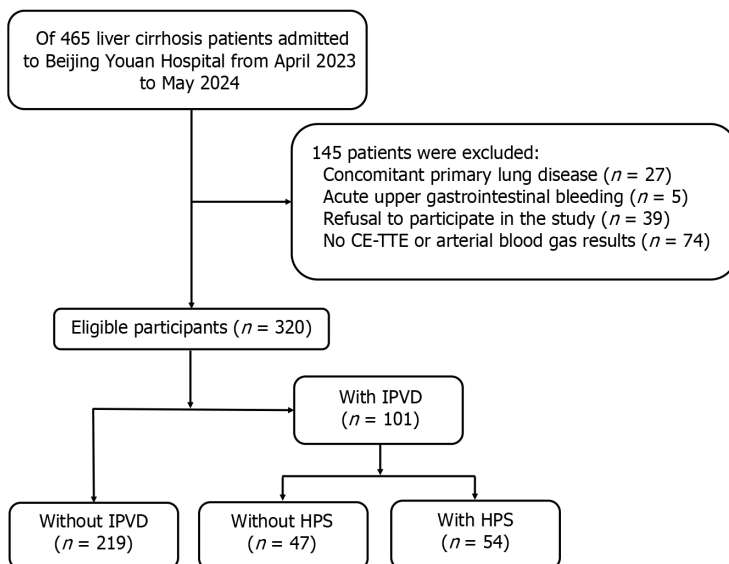 Of 465 liver cirrhosis patients admitted
to Beijing Youan Hospital from April 2023
to May 2024
145 patients were excluded:
Concomitant primary lung disease (n = 27)
Acute upper gastrointestinal bleeding (n = 5)
Refusal to participate in the study (n = 39)
No CE-TTE or arterial blood gas results (n = 74)
Eligible participants (n = 320)
With IPVD
(n = 101)
Without IPVD
(n = 219)
Without HPS
(n = 47)
With HPS
(n = 54)